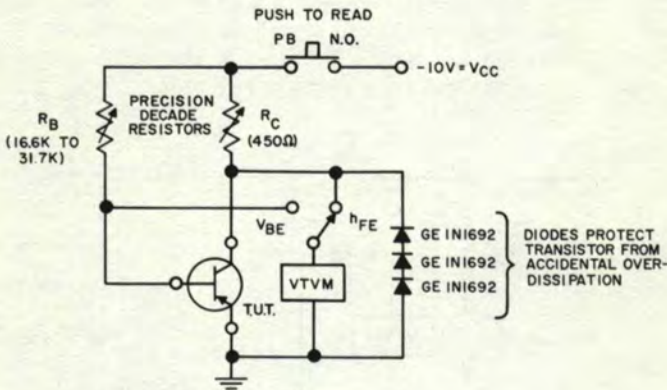 PUSH TO READ
PB N.O.
-10V = VCC
RB
(16.6K TO
31.7K)
PRECISION
DECADE
RESISTORS
RC
(450Ω)
VBE
hFE
VTVM
T.U.T.
GE IN1692
GE IN1692
GE IN1692
DIODES PROTECT
TRANSISTOR FROM
ACCIDENTAL OVER-
DISSIPATION